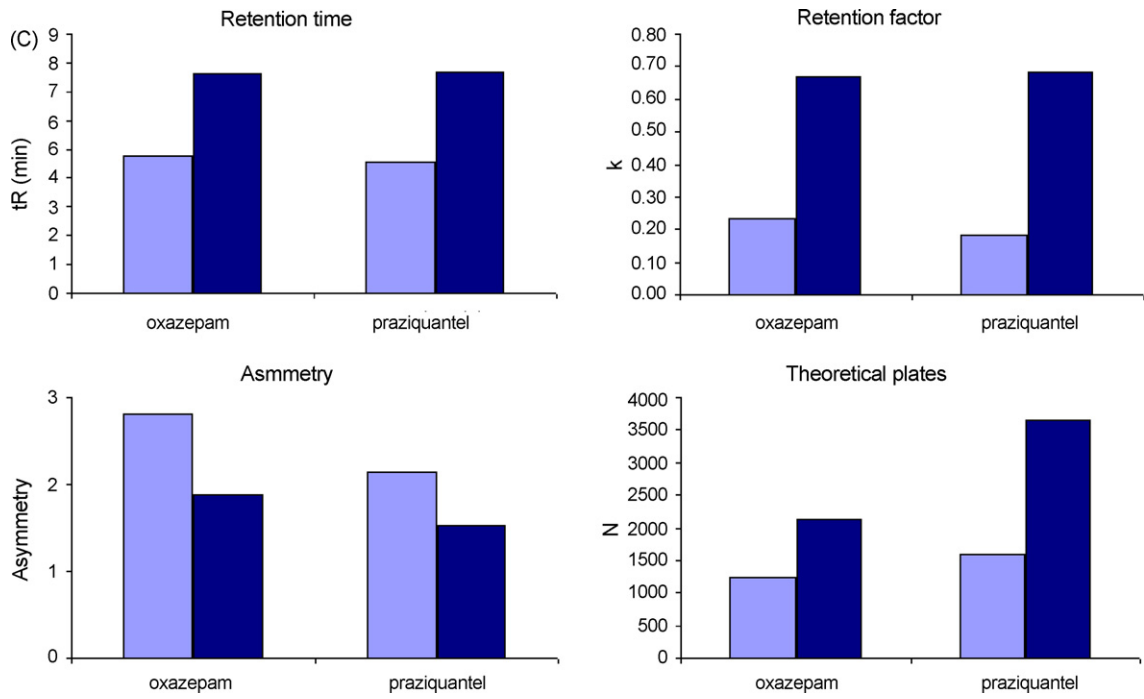 (C)
Retention time
9
8
7
6
6
4
3
2
1
0
tR (min)
oxazepam praziquantel
Retention factor
0.80
0.70
0.60
0.50
0.40
0.30
0.20
0.10
0.00
k
oxazepam praziquantel
Asmmetry
3
2
1
0
Asymmetry
oxazepam praziquantel
Theoretical plates
4000
3500
3000
2500
2000
1500
1000
500
0
N
oxazepam praziquantel